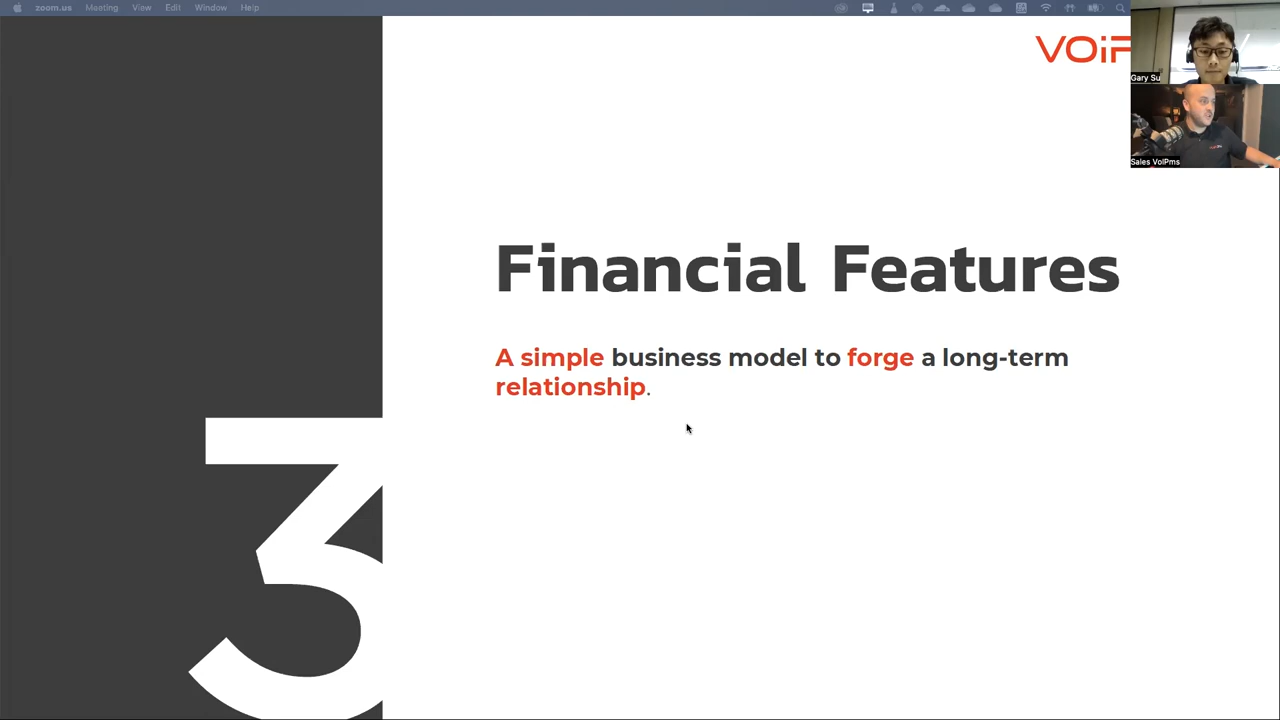 zoom.us Meeting View Edit Window Help
VOiP
Gary Su
Sales VoIPms
Financial Features
A simple business model to forge a long-term
relationship.
3